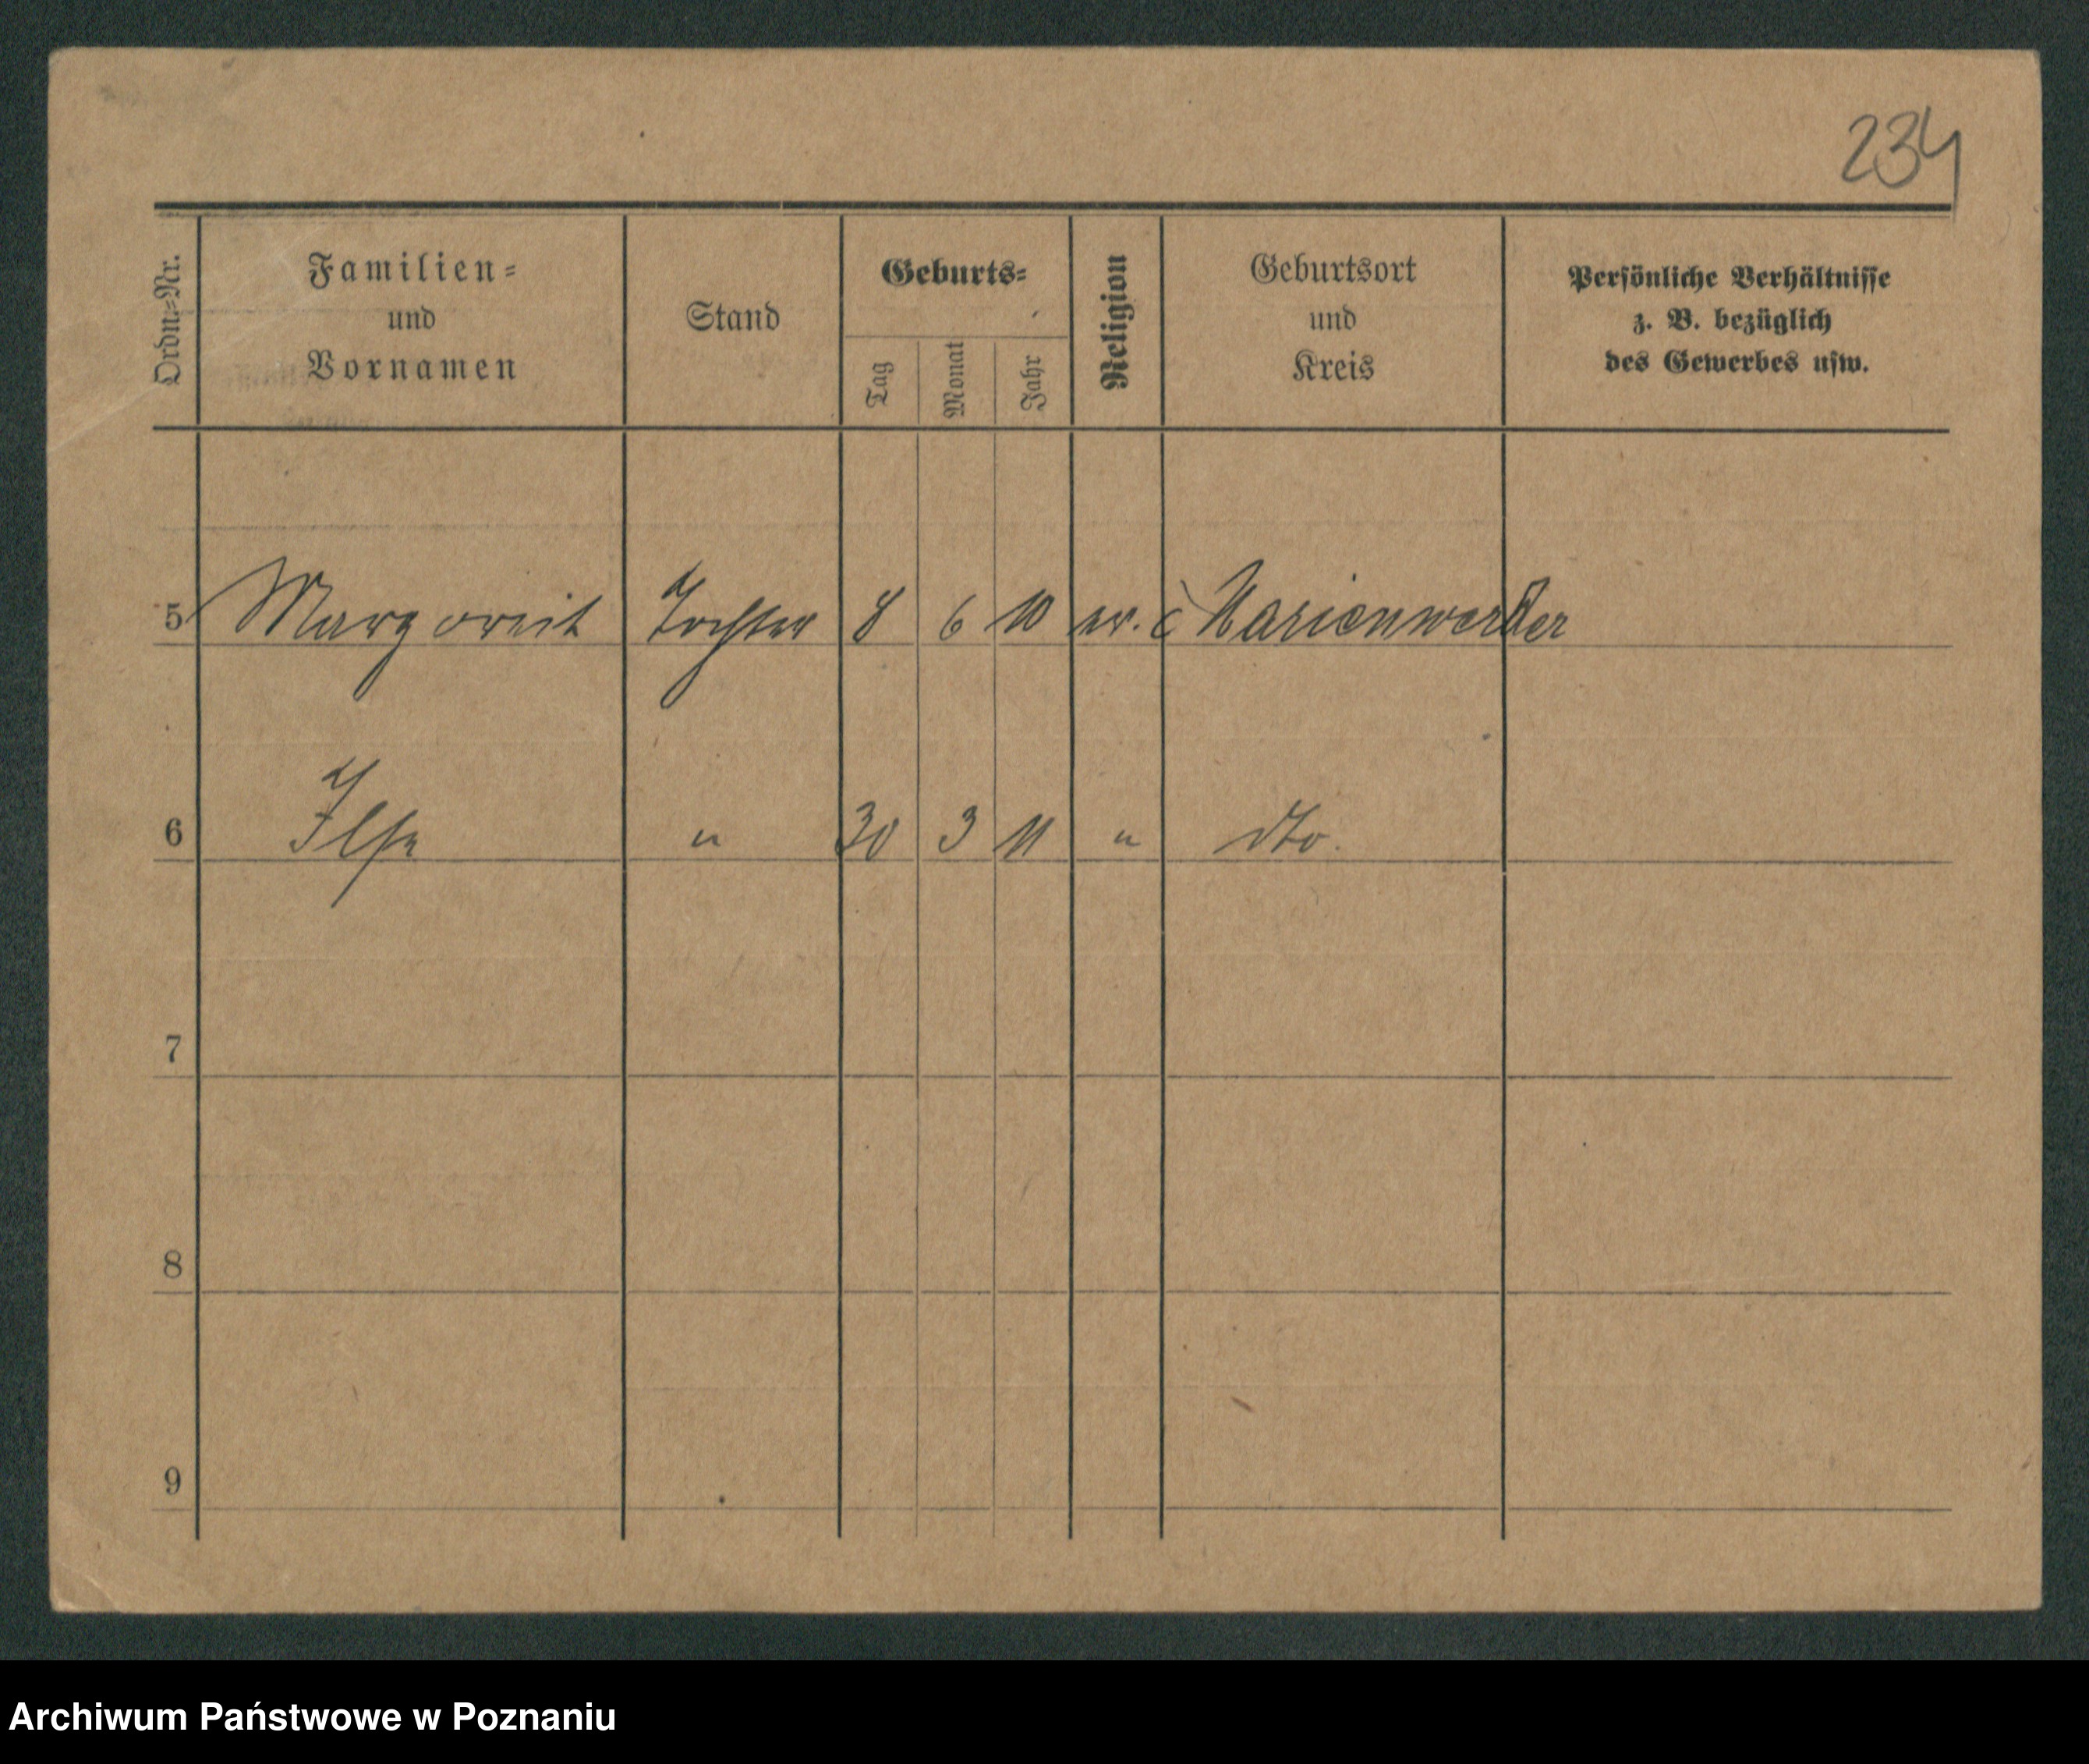 234
Ordn=Nr.
Familien=
und
Vornamen
Stand
Geburts=
Tag
Monat
Jahr
Religion
Geburtsort
und
Kreis
Persönliche Verhältnisse
z. B. bezüglich
des Gewerbes usw.
5 Margareit Tochter 8 6 10 ev. Marienwerder
6 Ilse " 30 3 11 " dto.
7
8
9
Archiwum Państwowe w Poznaniu